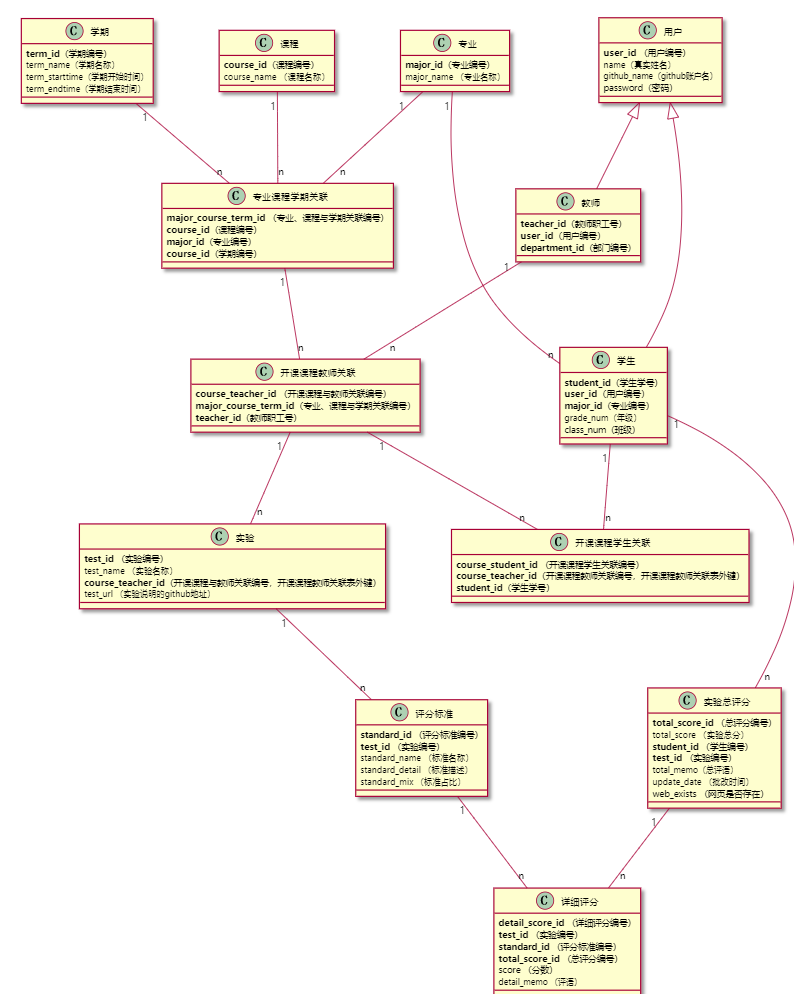 C 学期
term_id（学期编号）
term_name（学期名称）
term_starttime（学期开始时间）
term_endtime（学期结束时间）
C 课程
course_id（课程编号）
course_name （课程名称）
C 专业
major_id（专业编号）
major_name （专业名称）
C 用户
user_id （用户编号）
name（真实姓名）
github_name（github账户名）
password（密码）
1
1
1
1
n
n
n
C 专业课程学期关联
major_course_term_id （专业、课程与学期关联编号）
course_id（课程编号）
major_id（专业编号）
course_id（学期编号）
C 教师
teacher_id（教师职工号）
user_id（用户编号）
department_id（部门编号）
1
1
n
n
n
C 开课课程教师关联
course_teacher_id （开课课程与教师关联编号）
major_course_term_id（专业、课程与学期关联编号）
teacher_id（教师职工号）
C 学生
student_id（学生学号）
user_id（用户编号）
major_id（专业编号）
grade_num（年级）
class_num（班级）
1
1
1
1
n
n
n
C 实验
test_id （实验编号）
test_name （实验名称）
course_teacher_id（开课课程与教师关联编号，开课课程教师关联表外键）
test_url （实验说明的github地址）
C 开课课程学生关联
course_student_id （开课课程学生关联编号）
course_teacher_id（开课课程教师关联编号，开课课程教师关联表外键）
student_id（学生学号）
1
n
n
C 评分标准
standard_id （评分标准编号）
test_id （实验编号）
standard_name （标准名称）
standard_detail （标准描述）
standard_mix （标准占比）
C 实验总评分
total_score_id （总评分编号）
total_score （实验总分）
student_id （学生编号）
test_id （实验编号）
total_memo（总评语）
update_date （批改时间）
web_exists （网页是否存在）
1
1
n
n
C 详细评分
detail_score_id （详细评分编号）
test_id （实验编号）
standard_id （评分标准编号）
total_score_id （总评分编号）
score （分数）
detail_memo （评语）